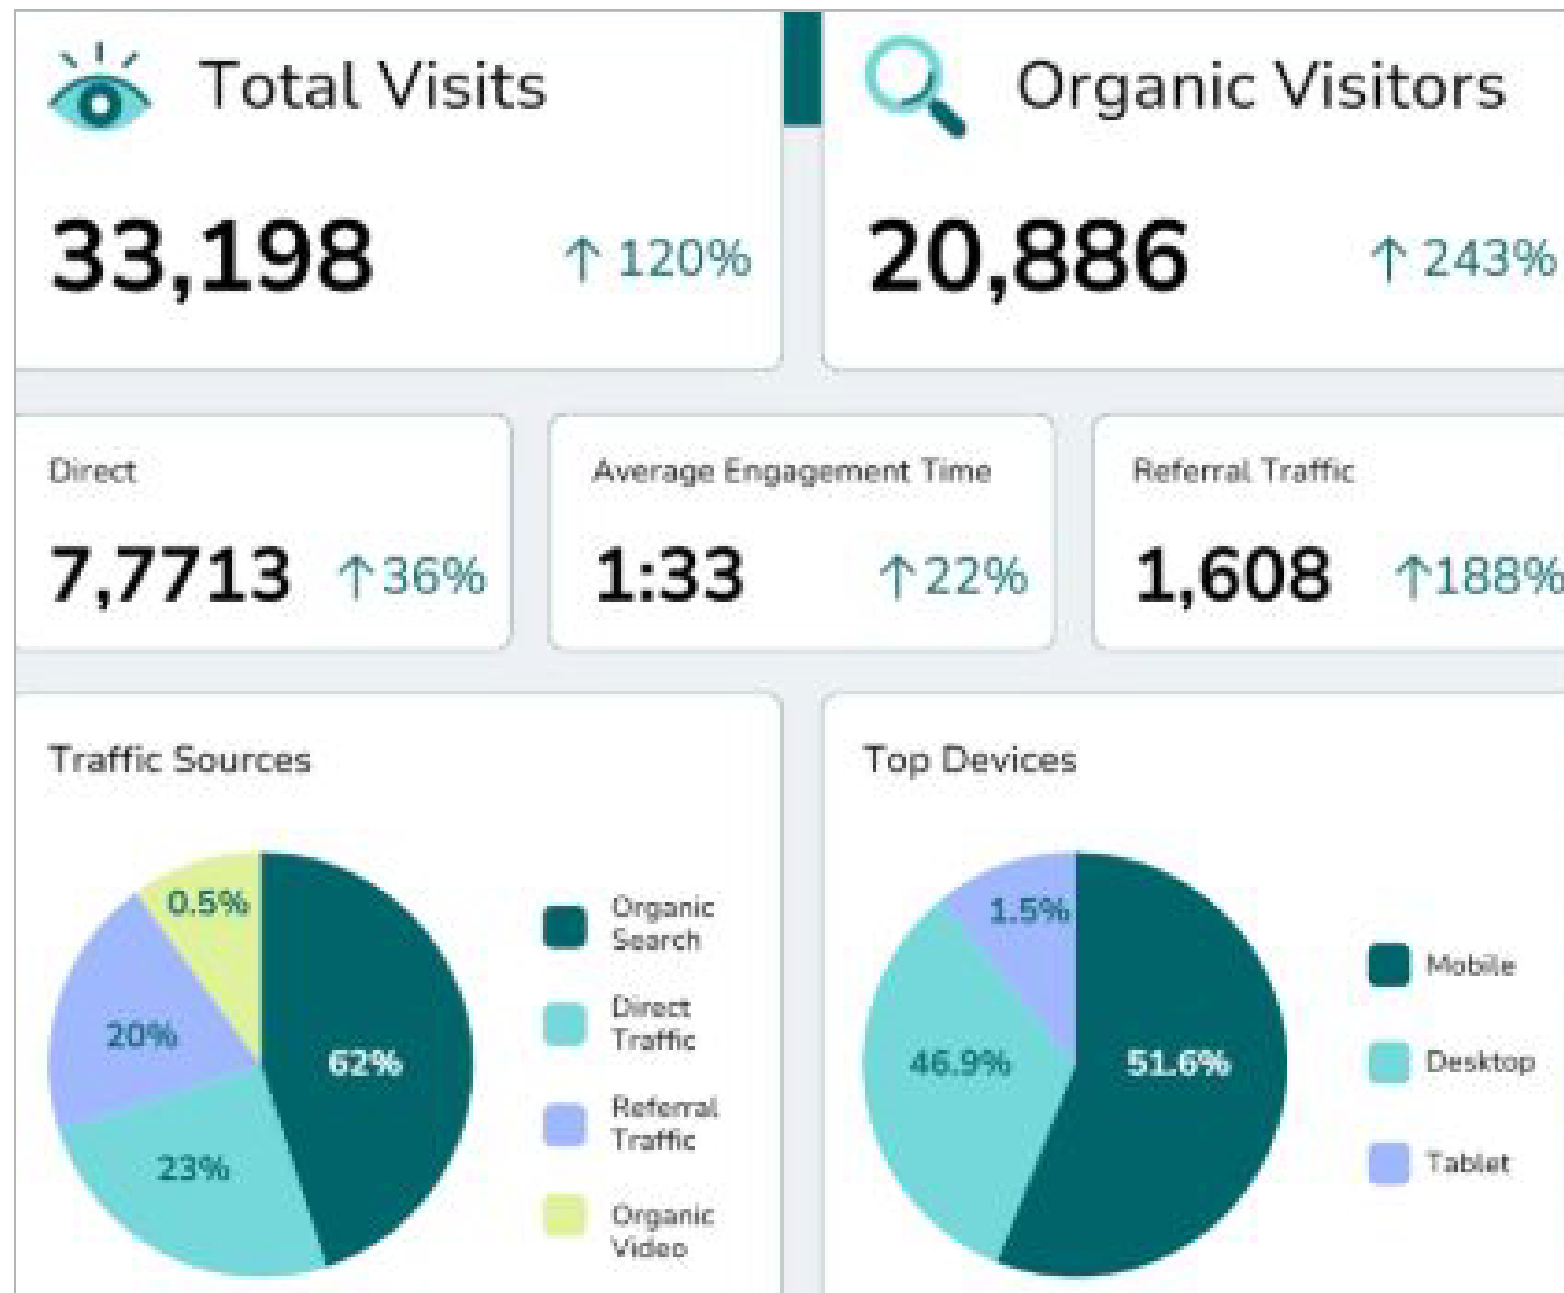 Total Visits
33,198 ↑ 120%
Organic Visitors
20,886 ↑ 243%
Direct
7,7713 ↑36%
Average Engagement Time
1:33 ↑22%
Referral Traffic
1,608 ↑188%
Traffic Sources
0.5%
20%
62%
23%
Organic
Search
Direct
Traffic
Referral
Traffic
Organic
Video
Top Devices
1.5%
46.9%
51.6%
Mobile
Desktop
Tablet